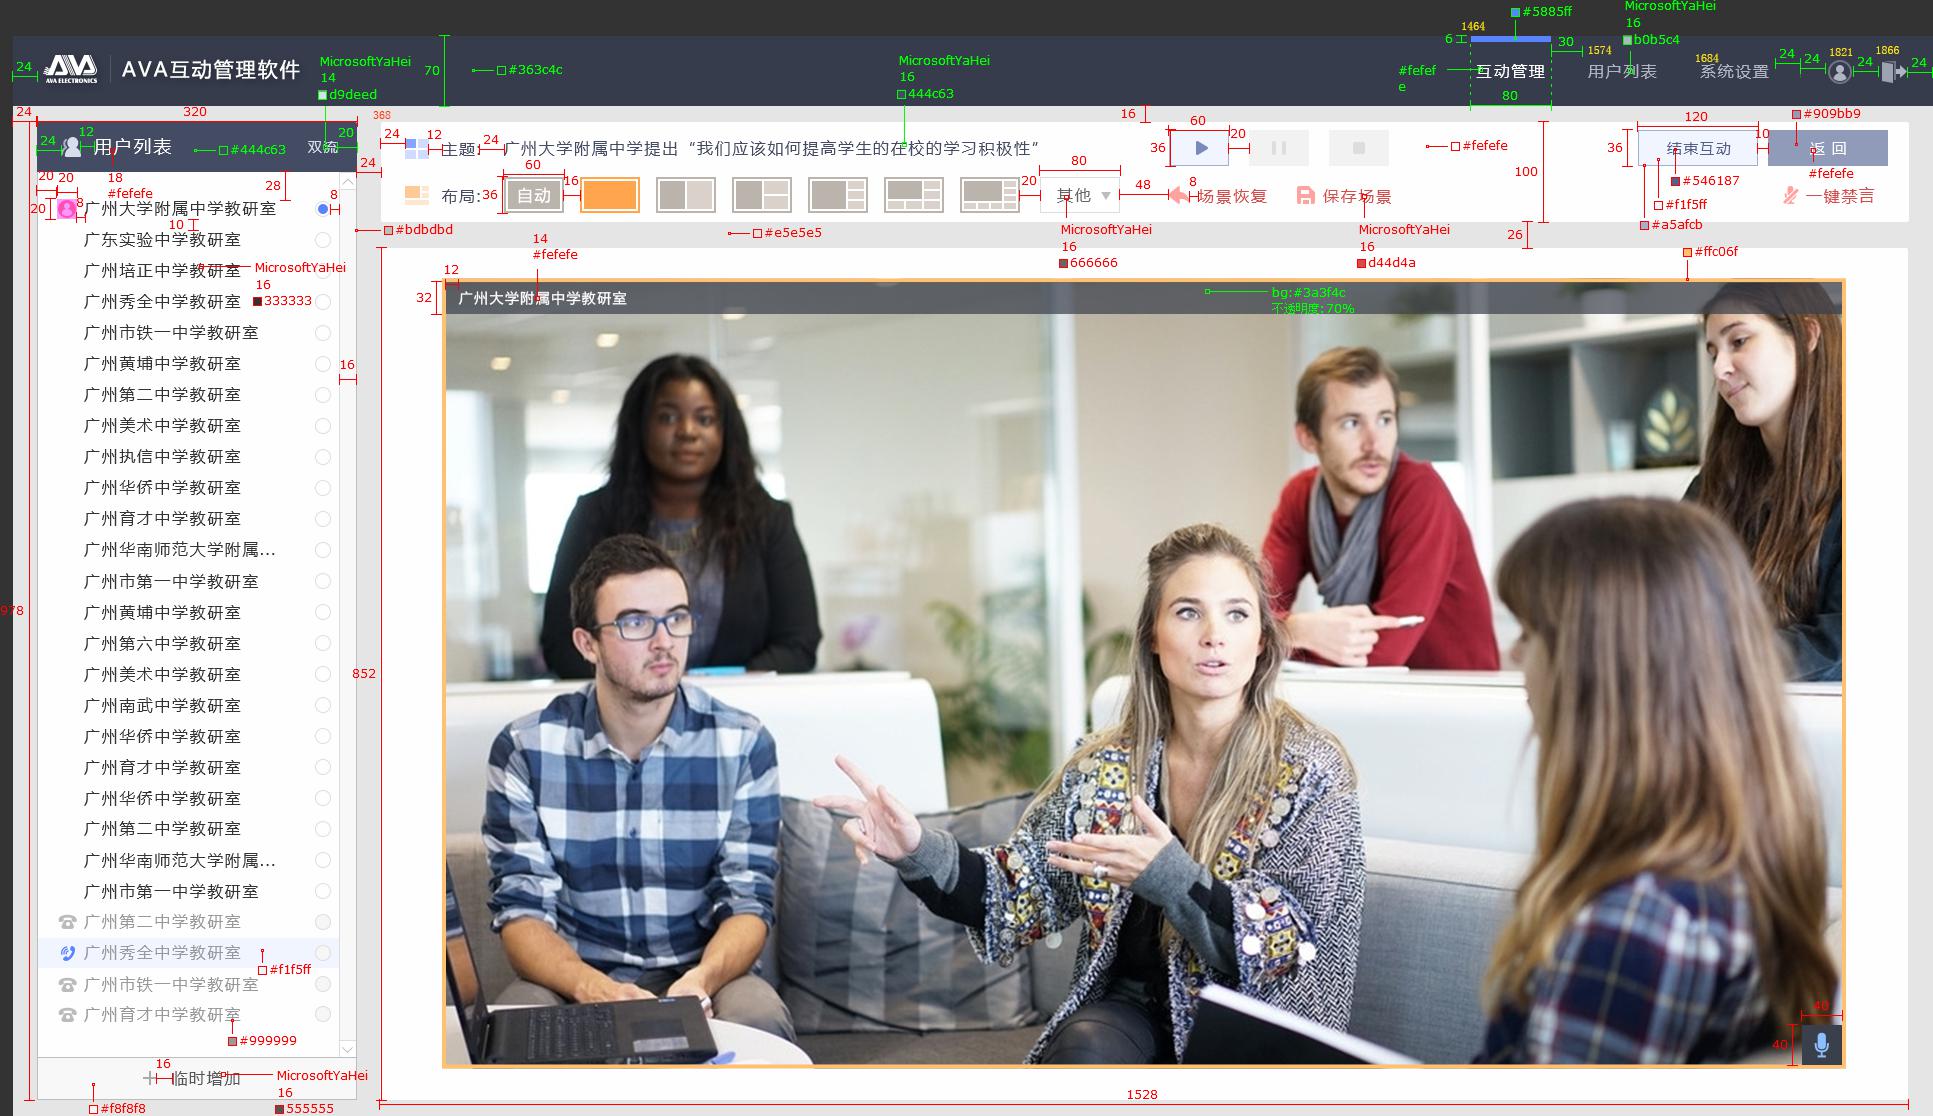 #5885ff
MicrosoftYaHei
16
b0b5c4
1464
6
30
1574
1684
24
24
1821
24
1866
24
24
AVA
AVA ELECTRONICS
AVA互动管理软件
MicrosoftYaHei
14
d9deed
70
#363c4c
MicrosoftYaHei
16
444c63
#fefefe
互动管理
用户列表
系统设置
80
24
320
368
16
24
12
用户列表
#444c63
双流
20
18
#fefefe
24
24
12
主题:
24
广州大学附属中学提出“我们应该如何提高学生的在校的学习积极性”
60
36
20
#fefefe
100
120
36
结束互动
10
返 回
#909bb9
#fefefe
#546187
#f1f5ff
#a5afcb
布局:
36
60
自动
16
20
80
其他
48
8
场景恢复
保存场景
一键禁言
#bdbdbd
#e5e5e5
14
#fefefe
MicrosoftYaHei
16
666666
MicrosoftYaHei
16
d44d4a
26
#ffc06f
20
20
20
8
28
8
10
广州大学附属中学教研室
广东实验中学教研室
广州培正中学教研室
MicrosoftYaHei
16
333333
广州秀全中学教研室
广州市铁一中学教研室
广州黄埔中学教研室
16
广州第二中学教研室
广州美术中学教研室
广州执信中学教研室
广州华侨中学教研室
广州育才中学教研室
广州华南师范大学附属...
广州市第一中学教研室
广州黄埔中学教研室
978
广州第六中学教研室
广州美术中学教研室
852
广州南武中学教研室
广州华侨中学教研室
广州育才中学教研室
广州华侨中学教研室
广州第二中学教研室
广州华南师范大学附属...
广州市第一中学教研室
广州第二中学教研室
广州秀全中学教研室
#f1f5ff
广州市铁一中学教研室
广州育才中学教研室
#999999
16
临时增加
MicrosoftYaHei
16
555555
#f8f8f8
12
32
广州大学附属中学教研室
bg:#3a3f4c
不透明度:70%
40
40
1528